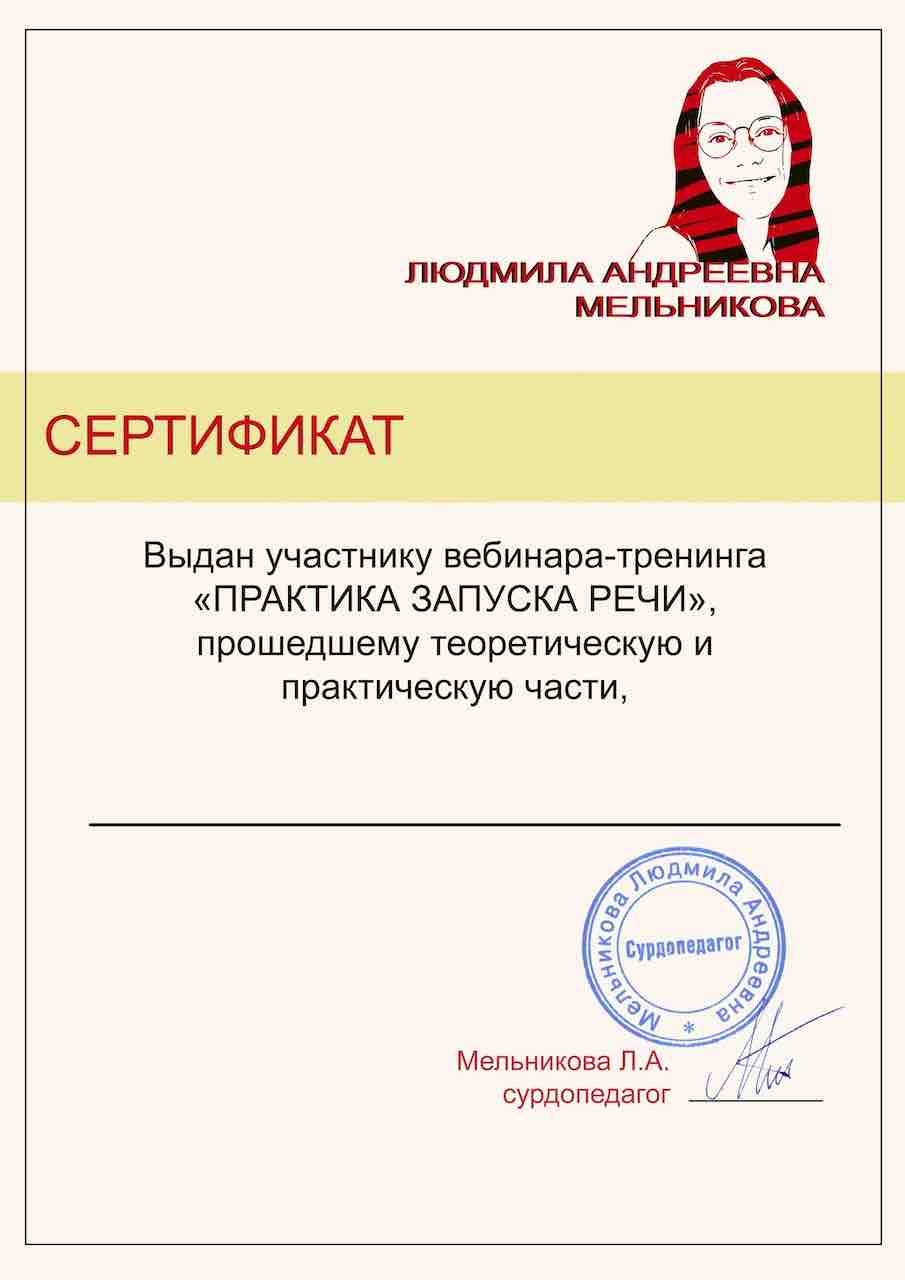 ЛЮДМИЛА АНДРЕЕВНА
МЕЛЬНИКОВА
СЕРТИФИКАТ
Выдан участнику вебинара-тренинга
«ПРАКТИКА ЗАПУСКА РЕЧИ»,
прошедшему теоретическую и
практическую части,
Мельникова Людмила Андреевна *
Сурдопедагог
Мельникова Л.А.
сурдопедагог